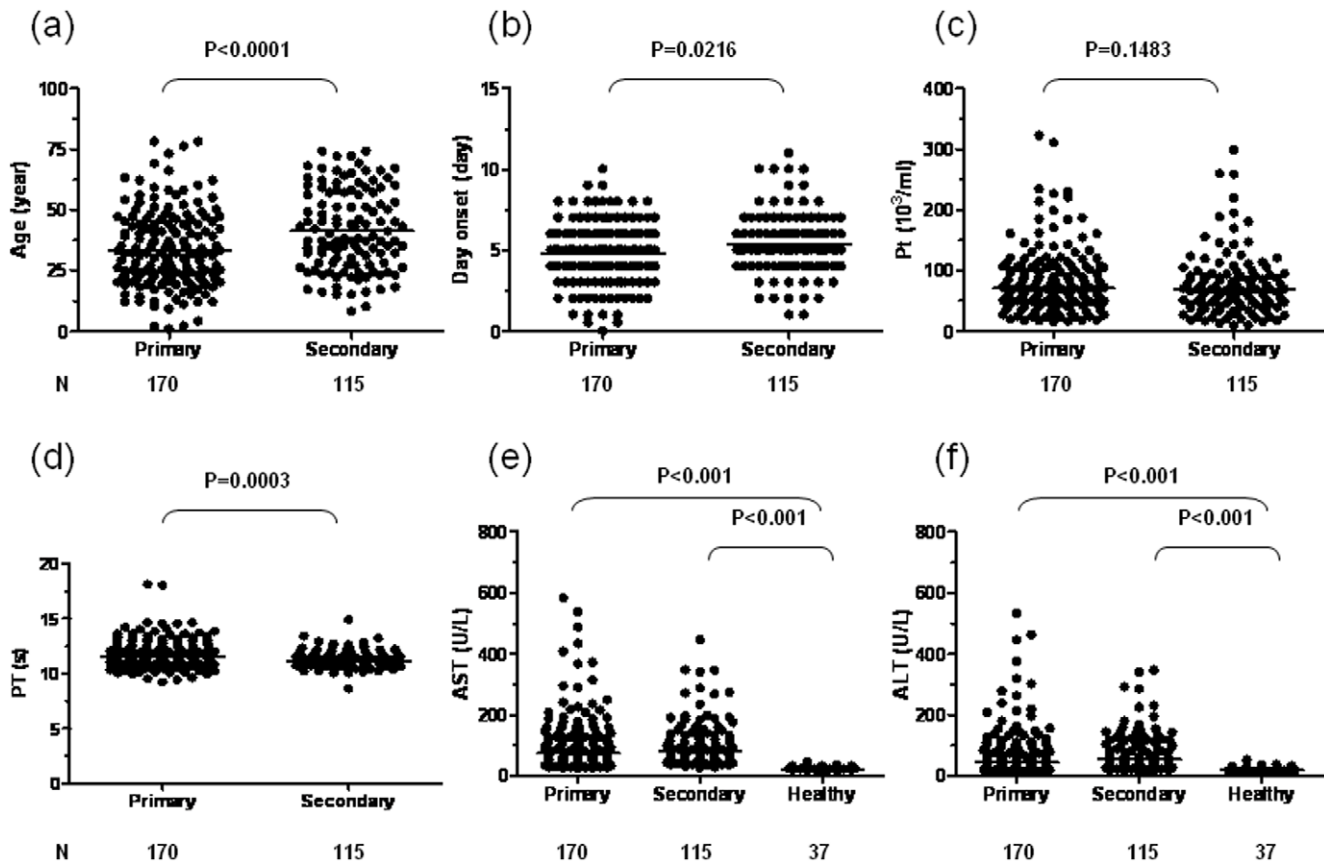 (a)
P<0.0001
Age (year)
100
75
50
25
0
Primary
Secondary
N
170
115
(b)
P=0.0216
Day onset (day)
15
10
5
0
Primary
Secondary
170
115
(c)
P=0.1483
Pt (10³/ml)
400
300
200
100
0
Primary
Secondary
170
115
(d)
P=0.0003
PT (s)
20
15
10
5
0
Primary
Secondary
N
170
115
(e)
P<0.001
P<0.001
AST (U/L)
800
600
400
200
0
Primary
Secondary
Healthy
170
115
37
(f)
P<0.001
P<0.001
ALT (U/L)
800
600
400
200
0
Primary
Secondary
Healthy
170
115
37